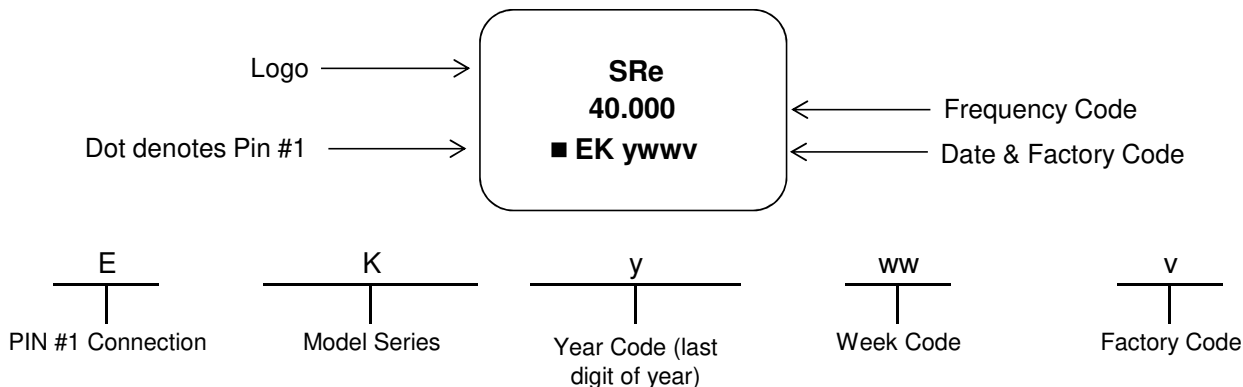 Logo
SRe
40.000
Frequency Code
Dot denotes Pin #1
■ EK ywwv
Date & Factory Code
E
K
y
ww
v
PIN #1 Connection
Model Series
Year Code (last
digit of year)
Week Code
Factory Code